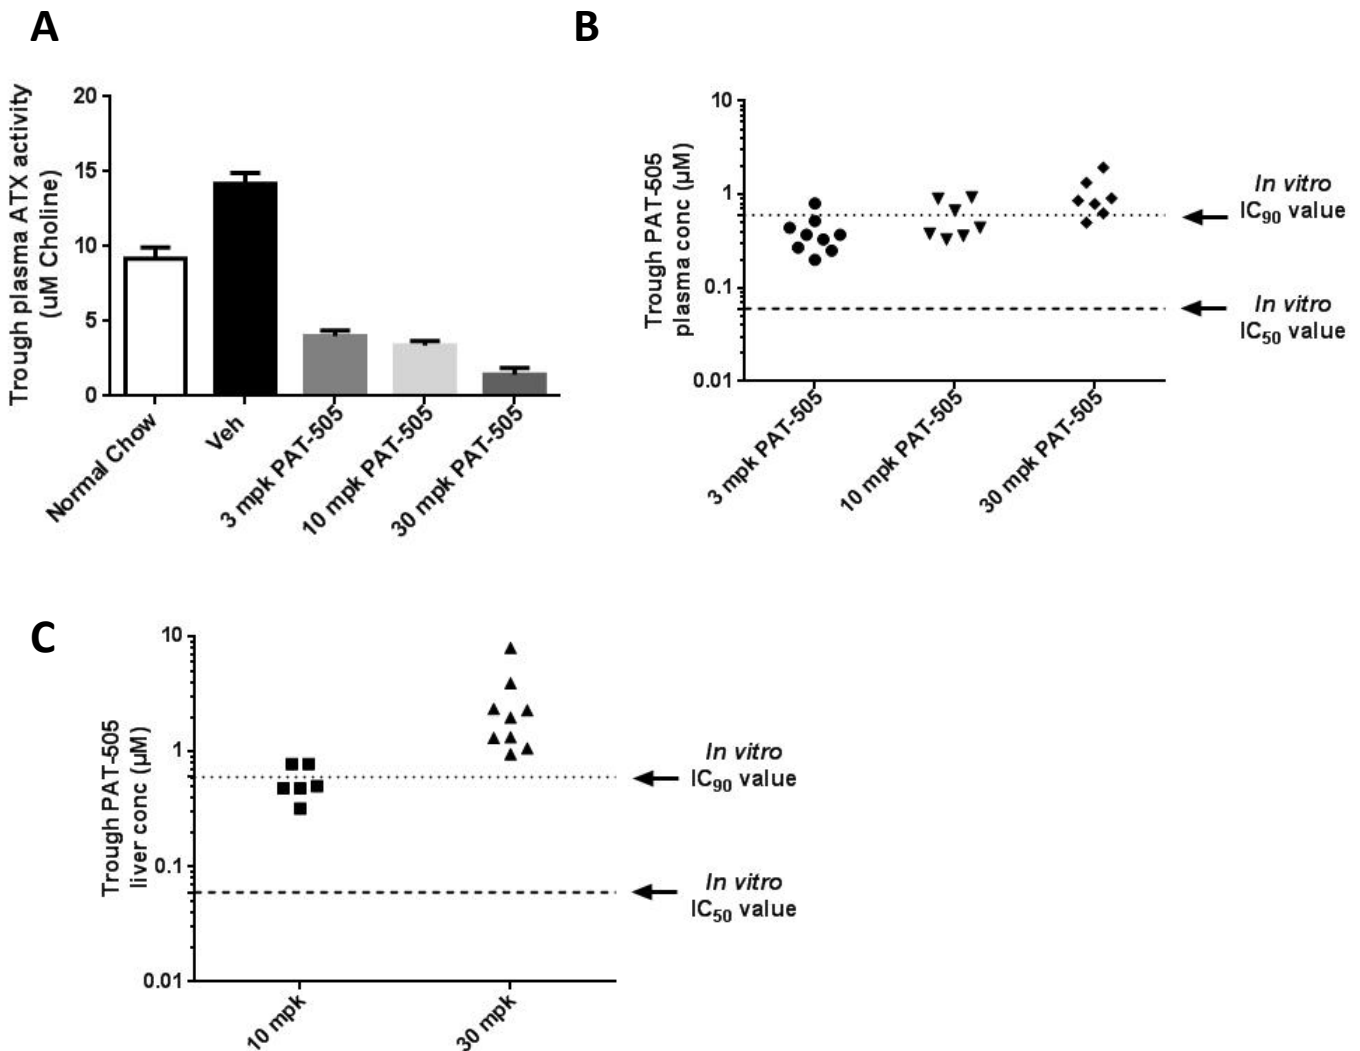 A
Trough plasma ATX activity
(uM Choline)
20
15
10
5
0
Normal Chow
Veh
3 mpk PAT-505
10 mpk PAT-505
30 mpk PAT-505
B
Trough PAT-505
plasma conc (µM)
10
1
0.1
0.01
In vitro
IC90 value
In vitro
IC50 value
3 mpk PAT-505
10 mpk PAT-505
30 mpk PAT-505
C
Trough PAT-505
liver conc (µM)
10
1
0.1
0.01
In vitro
IC90 value
In vitro
IC50 value
10 mpk
30 mpk